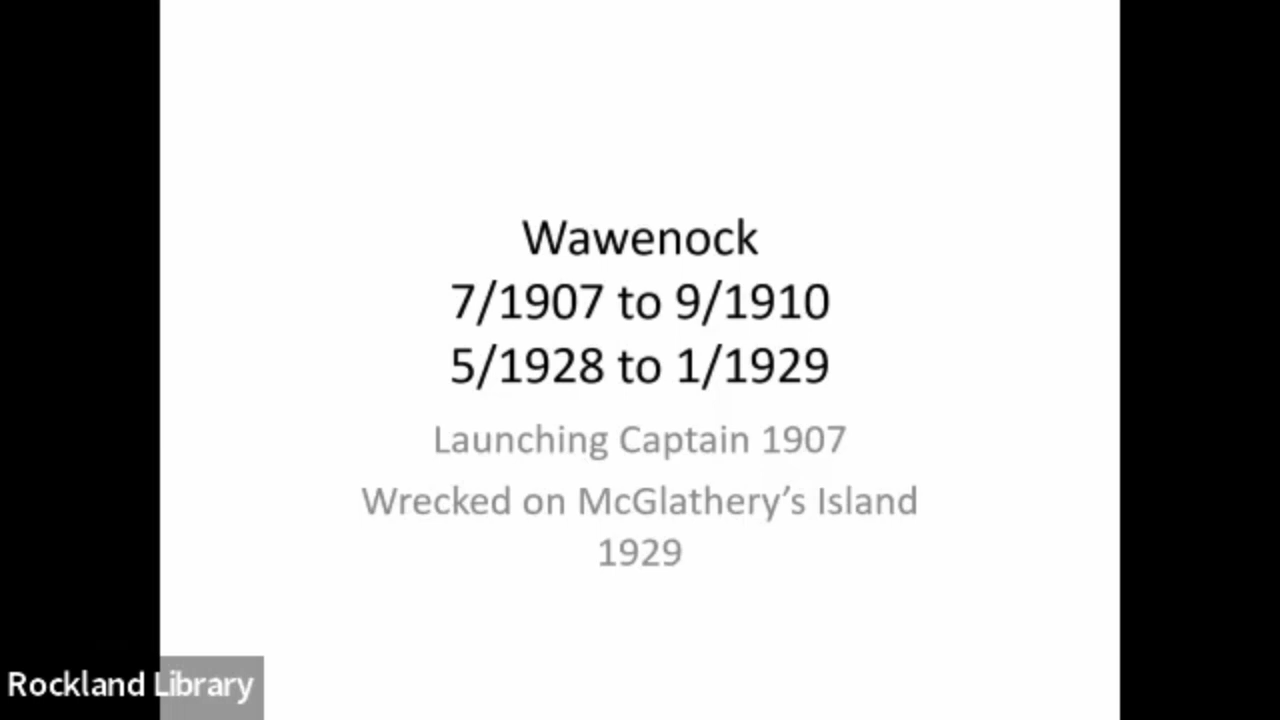 Wawenock
7/1907 to 9/1910
5/1928 to 1/1929
Launching Captain 1907
Wrecked on McGlathery’s Island
1929
Rockland Library